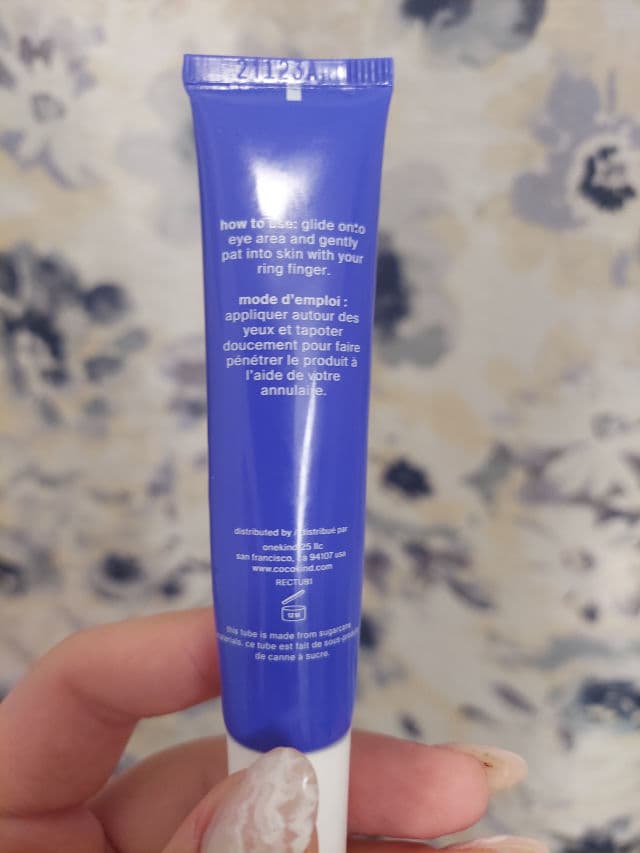 21123A
how to use: glide onto
eye area and gently
pat into skin with your
ring finger.
mode d'emploi :
appliquer autour des
yeux et tapoter
doucement pour faire
pénétrer le produit à
l'aide de votre
annulaire.
distributed by / distribué par
onekind 25 llc
san francisco, ca 94107 usa
www.cocokind.com
RECTUB1
12 M
this tube is made from sugarcane
materials. ce tube est fait de sous-produits
de canne à sucre.